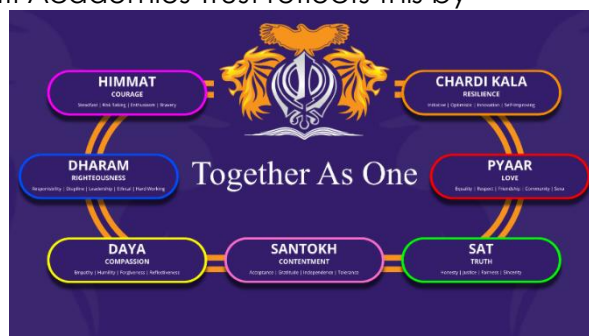 Academies Trust reflects this by
HIMMAT
COURAGE
Steadfast | Risk Taking | Enthusiasm | Bravery
CHARDI KALA
RESILIENCE
Initiative | Optimistic | Innovation | Self-Improving
DHARAM
RIGHTEOUSNESS
Responsibility | Discipline | Leadership | Ethical | Hard Working
Together As One
PYAAR
LOVE
Equality | Respect | Friendship | Community | Seva
DAYA
COMPASSION
Empathy | Humility | Forgiveness | Reflectiveness
SANTOKH
CONTENTMENT
Acceptance | Gratitude | Independence | Tolerance
SAT
TRUTH
Honesty | Justice | Fairness | Sincerity